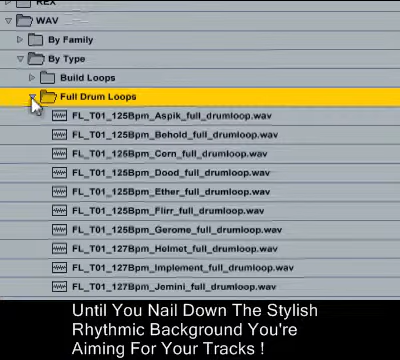 REX
WAV
By Family
By Type
Build Loops
Full Drum Loops
FL_T01_125Bpm_Aspik_full_drumloop.wav
FL_T01_125Bpm_Behold_full_drumloop.wav
FL_T01_126Bpm_Corn_full_drumloop.wav
FL_T01_125Bpm_Dood_full_drumloop.wav
FL_T01_125Bpm_Ether_full_drumloop.wav
FL_T01_125Bpm_Flirr_full_drumloop.wav
FL_T01_125Bpm_Gerome_full_drumloop.wav
FL_T01_127Bpm_Helmet_full_drumloop.wav
FL_T01_127Bpm_Implement_full_drumloop.wav
FL_T01_127Bpm_Jemini_full_drumloop.wav
Until You Nail Down The Stylish
Rhythmic Background You're
Aiming For Your Tracks !